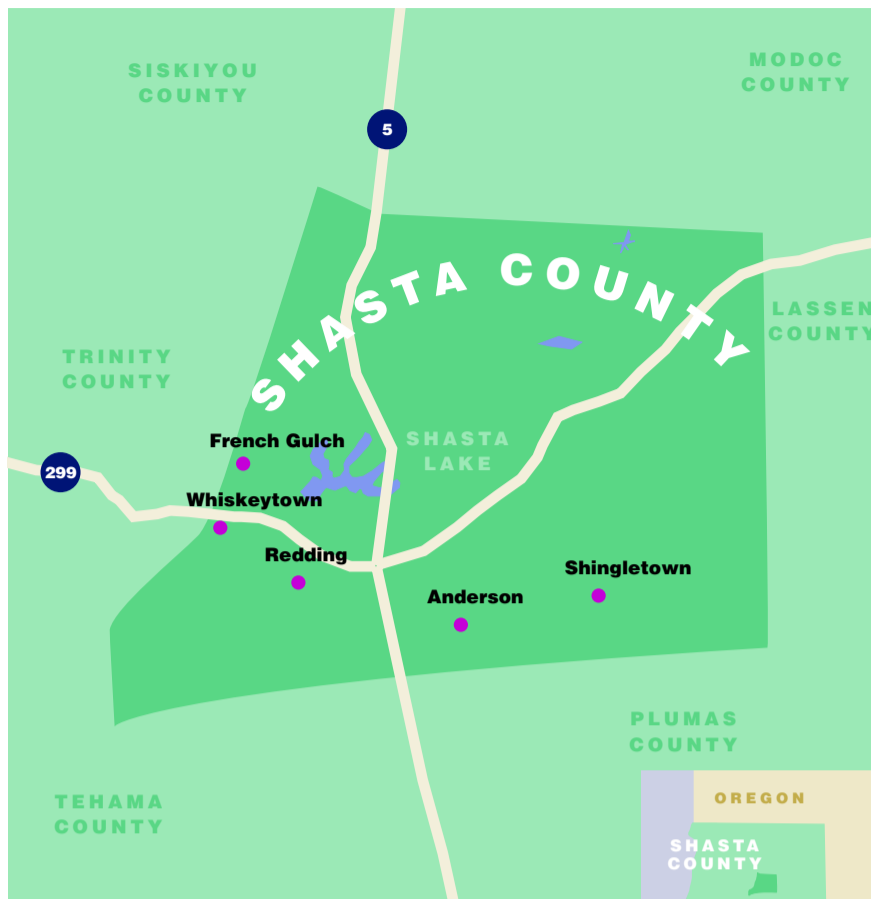 SISKIYOU
COUNTY
MODOC
COUNTY
5
SHASTA COUNTY
LASSEN
COUNTY
TRINITY
COUNTY
French Gulch
SHASTA
LAKE
299
Whiskeytown
Redding
Shingletown
Anderson
PLUMAS
COUNTY
TEHAMA
COUNTY
OREGON
SHASTA
COUNTY